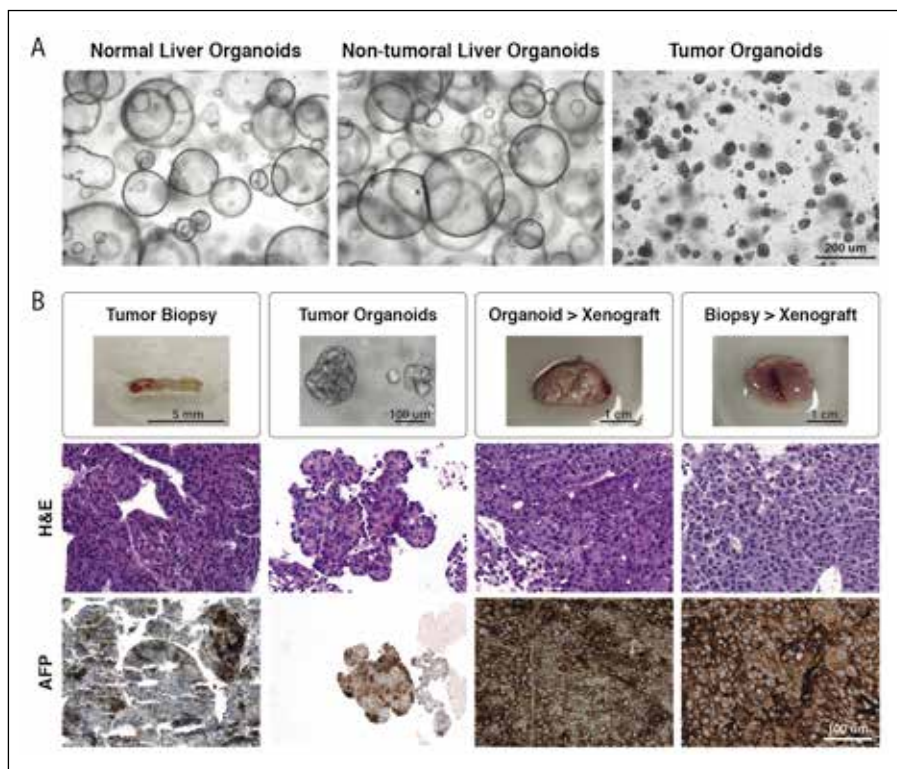 A
Normal Liver Organoids
Non-tumoral Liver Organoids
Tumor Organoids
200 um
B
Tumor Biopsy
Tumor Organoids
Organoid > Xenograft
Biopsy > Xenograft
5 mm
100 um
1 cm
1 cm
H&E
AFP
100 um